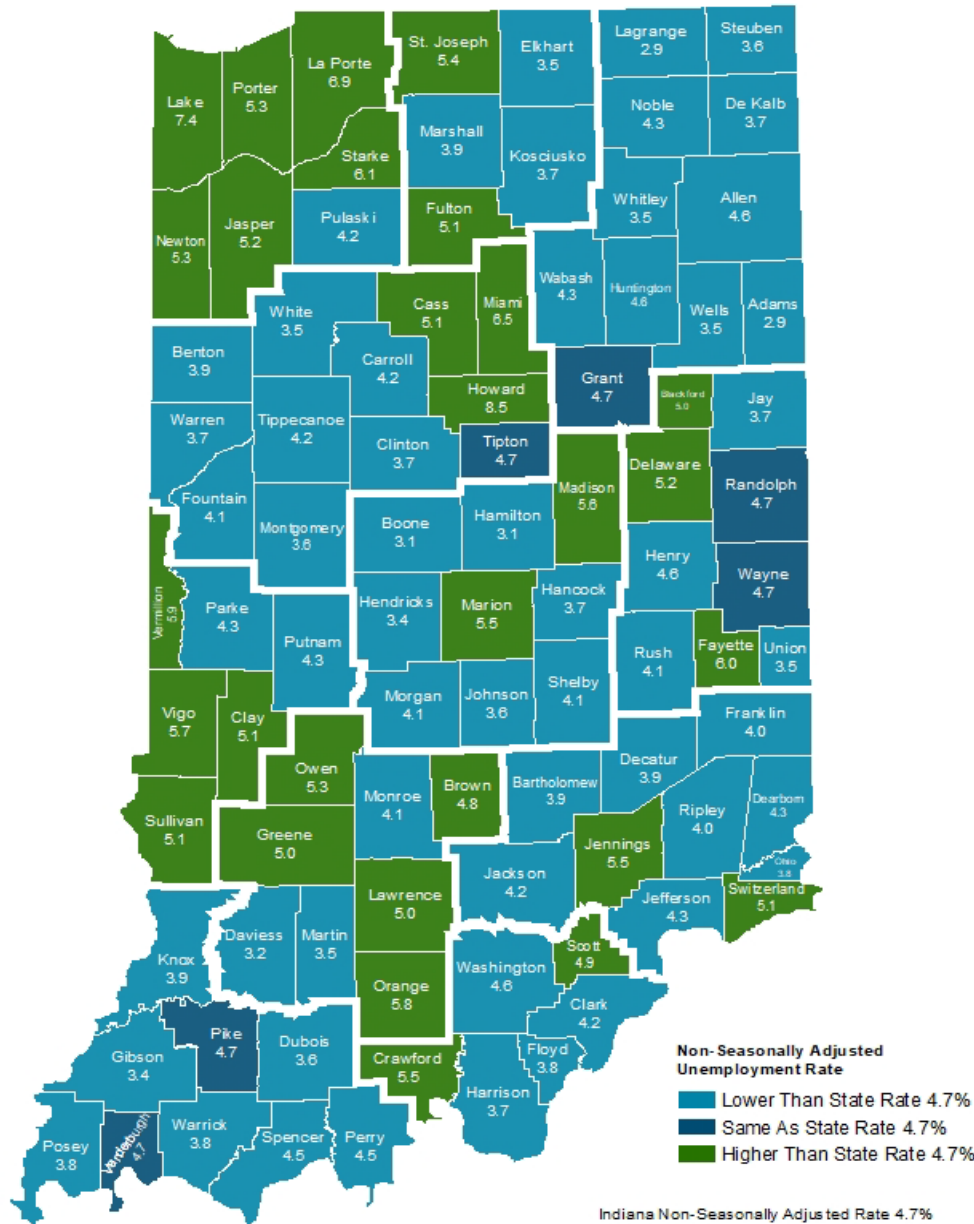 St. Joseph
5.4
Elkhart
3.5
Lagrange
2.9
Steuben
3.6
La Porte
6.9
Porter
5.3
Lake
7.4
Noble
4.3
De Kalb
3.7
Marshall
3.9
Kosciusko
3.7
Starke
6.1
Whitley
3.5
Allen
4.6
Pulaski
4.2
Fulton
5.1
Jasper
5.2
Newton
5.3
Wabash
4.3
Huntington
4.6
Wells
3.5
Adams
2.9
White
3.5
Cass
5.1
Miami
6.5
Benton
3.9
Carroll
4.2
Howard
8.5
Grant
4.7
Blackford
5.0
Jay
3.7
Warren
3.7
Tippecanoe
4.2
Clinton
3.7
Tipton
4.7
Delaware
5.2
Randolph
4.7
Madison
5.6
Fountain
4.1
Montgomery
3.6
Boone
3.1
Hamilton
3.1
Henry
4.6
Wayne
4.7
Vermillion
5.9
Parke
4.3
Putnam
4.3
Hendricks
3.4
Marion
5.5
Hancock
3.7
Rush
4.1
Fayette
6.0
Union
3.5
Vigo
5.7
Clay
5.1
Morgan
4.1
Johnson
3.6
Shelby
4.1
Franklin
4.0
Decatur
3.9
Owen
5.3
Monroe
4.1
Brown
4.8
Bartholomew
3.9
Ripley
4.0
Dearborn
4.3
Sullivan
5.1
Greene
5.0
Jennings
5.5
Ohio
3.8
Jackson
4.2
Lawrence
5.0
Jefferson
4.3
Switzerland
5.1
Knox
3.9
Daviess
3.2
Martin
3.5
Orange
5.8
Washington
4.6
Scott
4.9
Clark
4.2
Gibson
3.4
Pike
4.7
Dubois
3.6
Crawford
5.5
Floyd
3.8
Harrison
3.7
Posey
3.8
Vanderburgh
4.7
Warrick
3.8
Spencer
4.5
Perry
4.5
Non-Seasonally Adjusted
Unemployment Rate
Lower Than State Rate 4.7%
Same As State Rate 4.7%
Higher Than State Rate 4.7%
Indiana Non-Seasonally Adjusted Rate 4.7%